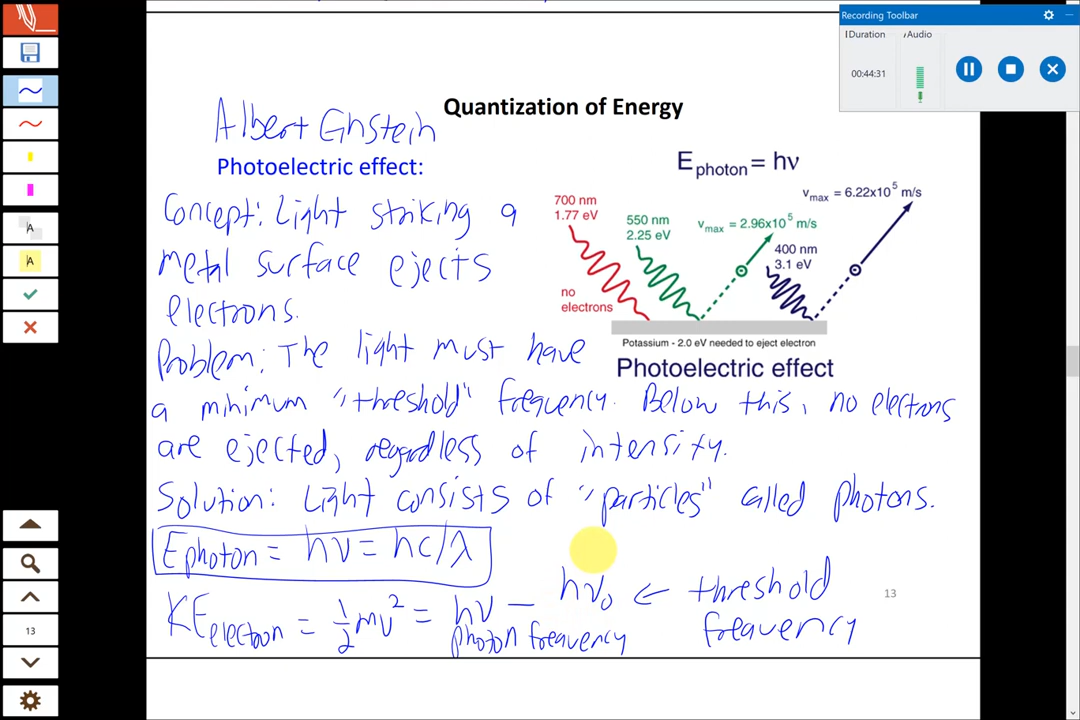 Recording Toolbar
Duration
Audio
00:44:31
Quantization of Energy
Albert Einstein
Photoelectric effect:
Concept: Light striking a
metal surface ejects
electrons.
E photon = hν
700 nm
1.77 eV
550 nm
2.25 eV
vmax = 2.96x10^5 m/s
vmax = 6.22x10^5 m/s
400 nm
3.1 eV
no
electrons
Potassium - 2.0 eV needed to eject electron
Photoelectric effect
Problem: The light must have
a minimum "threshold" frequency. Below this, no electrons
are ejected, regardless of intensity.
Solution: Light consists of "particles" called photons.
Ephoton = hν = hc/λ
KEelectron = 1/2 mv² = hν - hν₀ ← threshold
photon frequency frequency
13
A
A
13